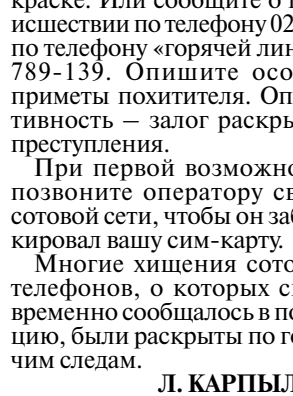 краске. Или сообщите о
исшествии по телефону 02
по телефону «горячей лин
789-139. Опишите осо
приметы похитителя. Оп
тивность – залог раскры
преступления.
При первой возможно
позвоните оператору св
сотовой сети, чтобы он заб
кировал вашу сим-карту.
Многие хищения сото
телефонов, о которых с
временно сообщалось в по
цию, были раскрыты по го
чим следам.
Л. КАРПЫЛ